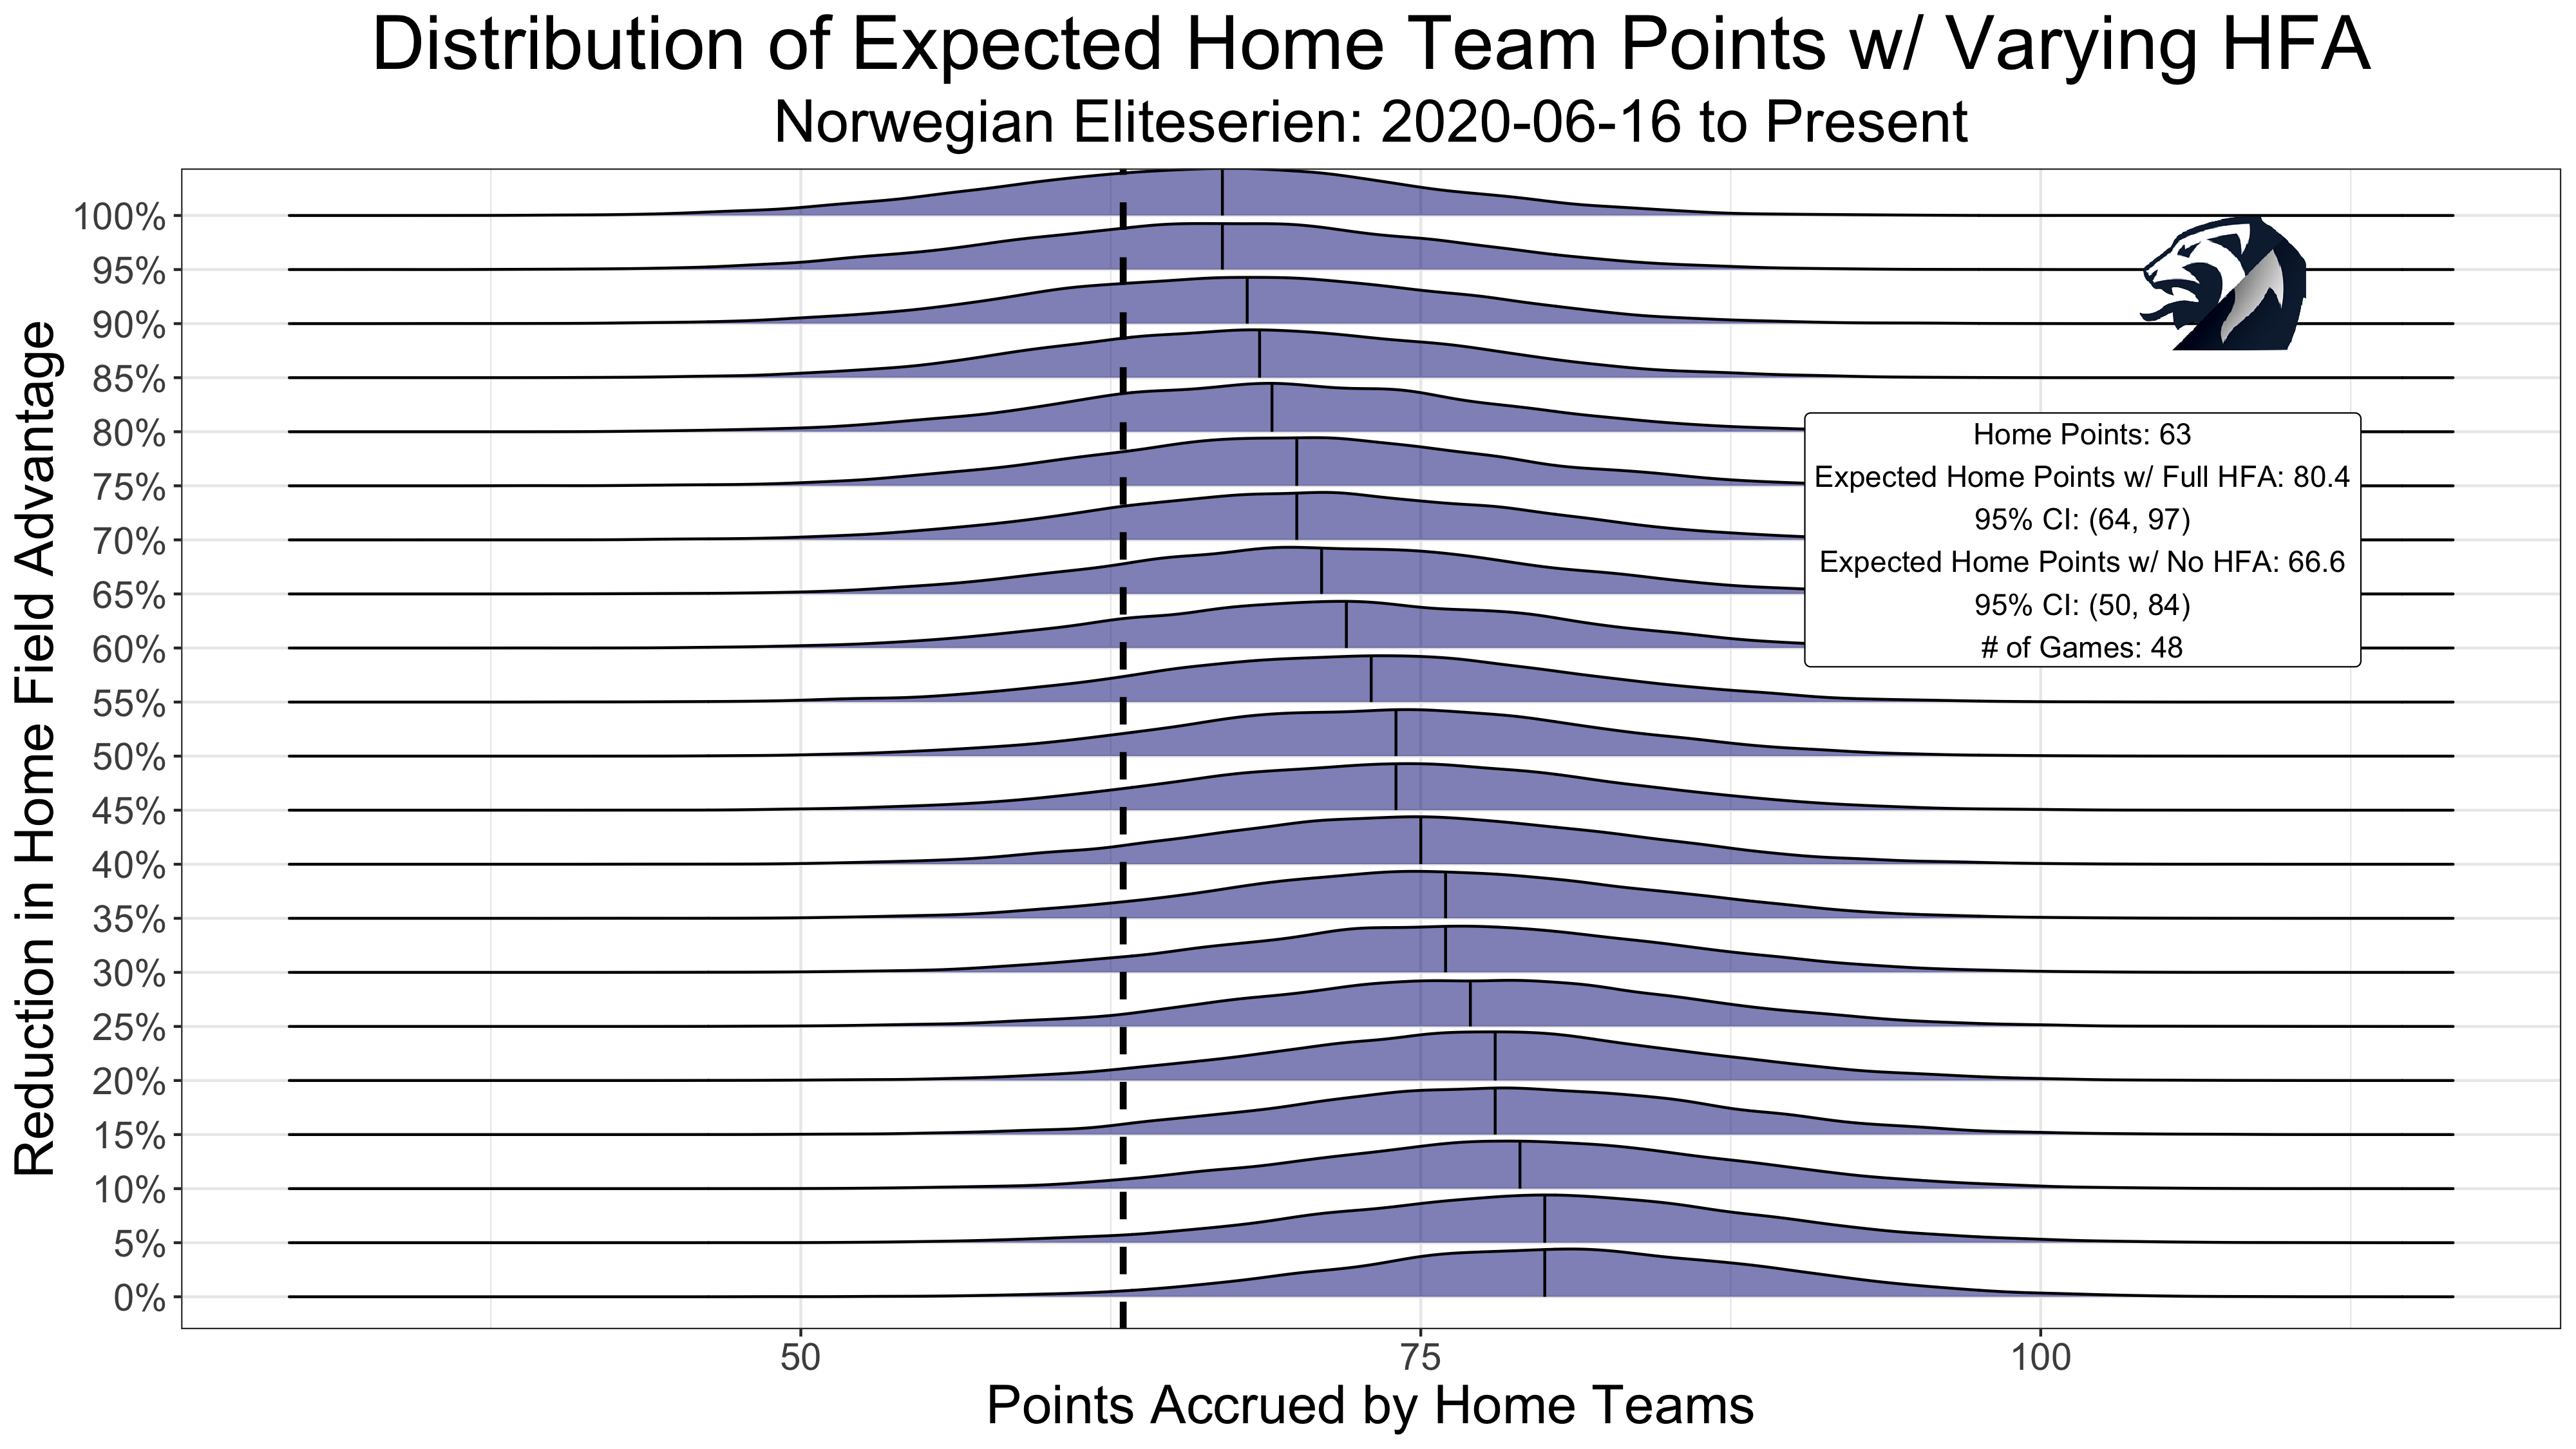 Distribution of Expected Home Team Points w/ Varying HFA
Norwegian Eliteserien: 2020-06-16 to Present
Reduction in Home Field Advantage
100%
95%
90%
85%
80%
75%
70%
65%
60%
55%
50%
45%
40%
35%
30%
25%
20%
15%
10%
5%
0%
Home Points: 63
Expected Home Points w/ Full HFA: 80.4
95% CI: (64, 97)
Expected Home Points w/ No HFA: 66.6
95% CI: (50, 84)
# of Games: 48
50
75
100
Points Accrued by Home Teams